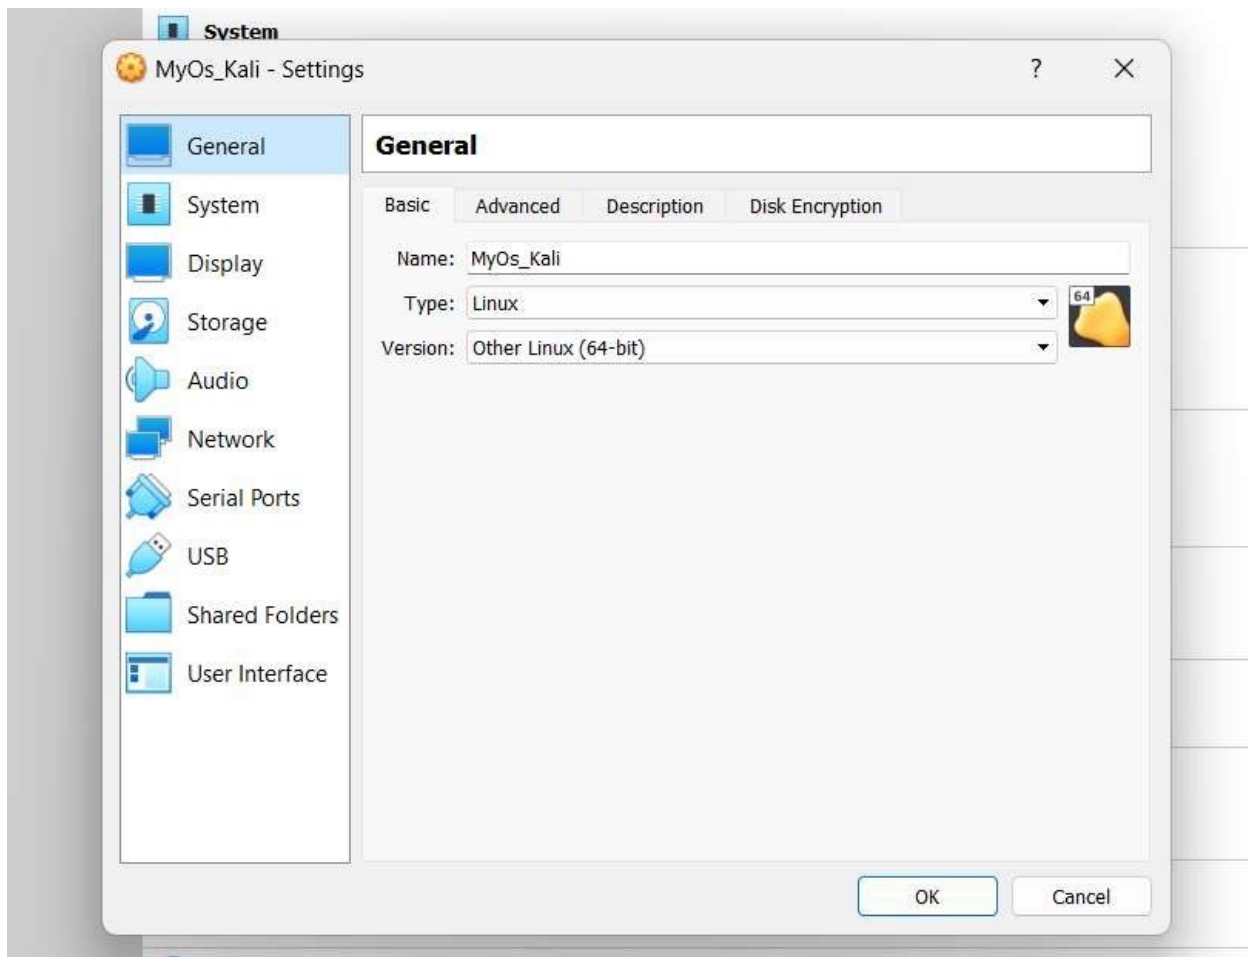 System
MyOs_Kali - Settings ?
General
System
Display
Storage
Audio
Network
Serial Ports
USB
Shared Folders
User Interface
General
Basic Advanced Description Disk Encryption
Name: MyOs_Kali
Type: Linux
64
Version: Other Linux (64-bit)
OK Cancel